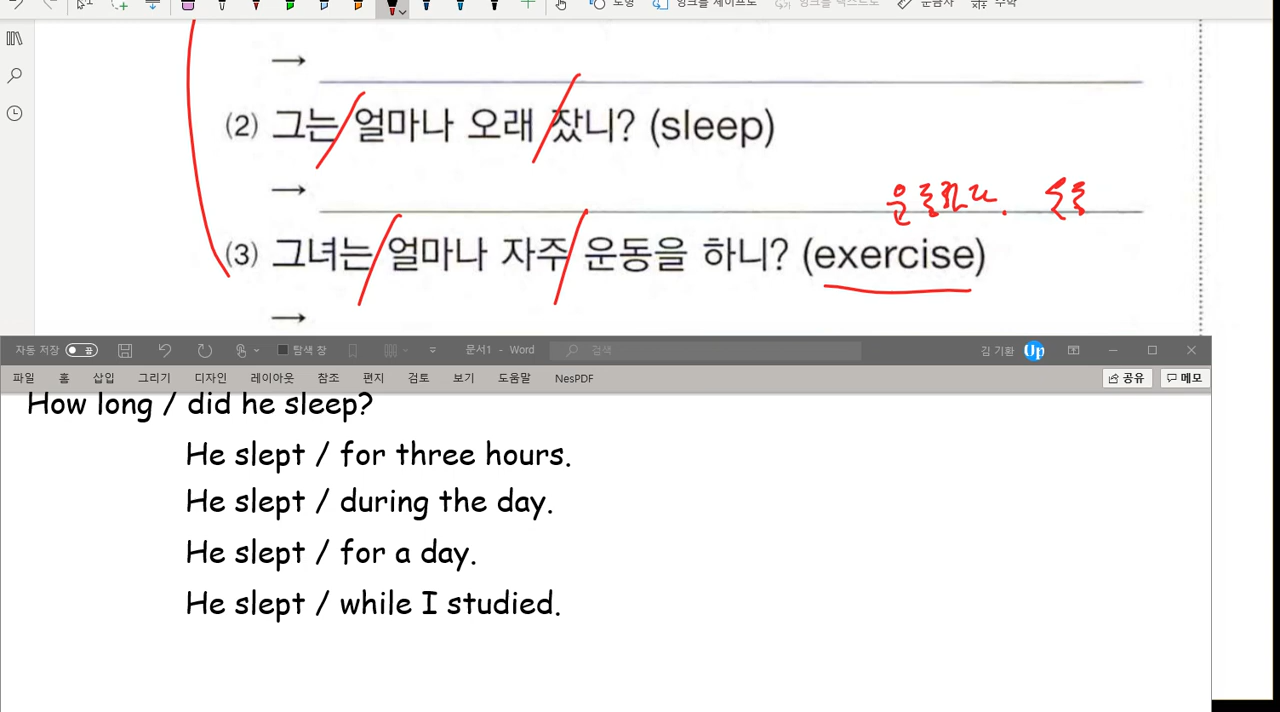 →
(2) 그는 얼마나 오래 잤니? (sleep)
→
운동하다. 운동
(3) 그녀는 얼마나 자주 운동을 하니? (exercise)
→
자동 저장 문서1 - Word 검색 김 기환 Up
탐색 창
파일 홈 삽입 그리기 디자인 레이아웃 참조 편지 검토 보기 도움말 NesPDF 공유 메모
How long / did he sleep?
He slept / for three hours.
He slept / during the day.
He slept / for a day.
He slept / while I studied.